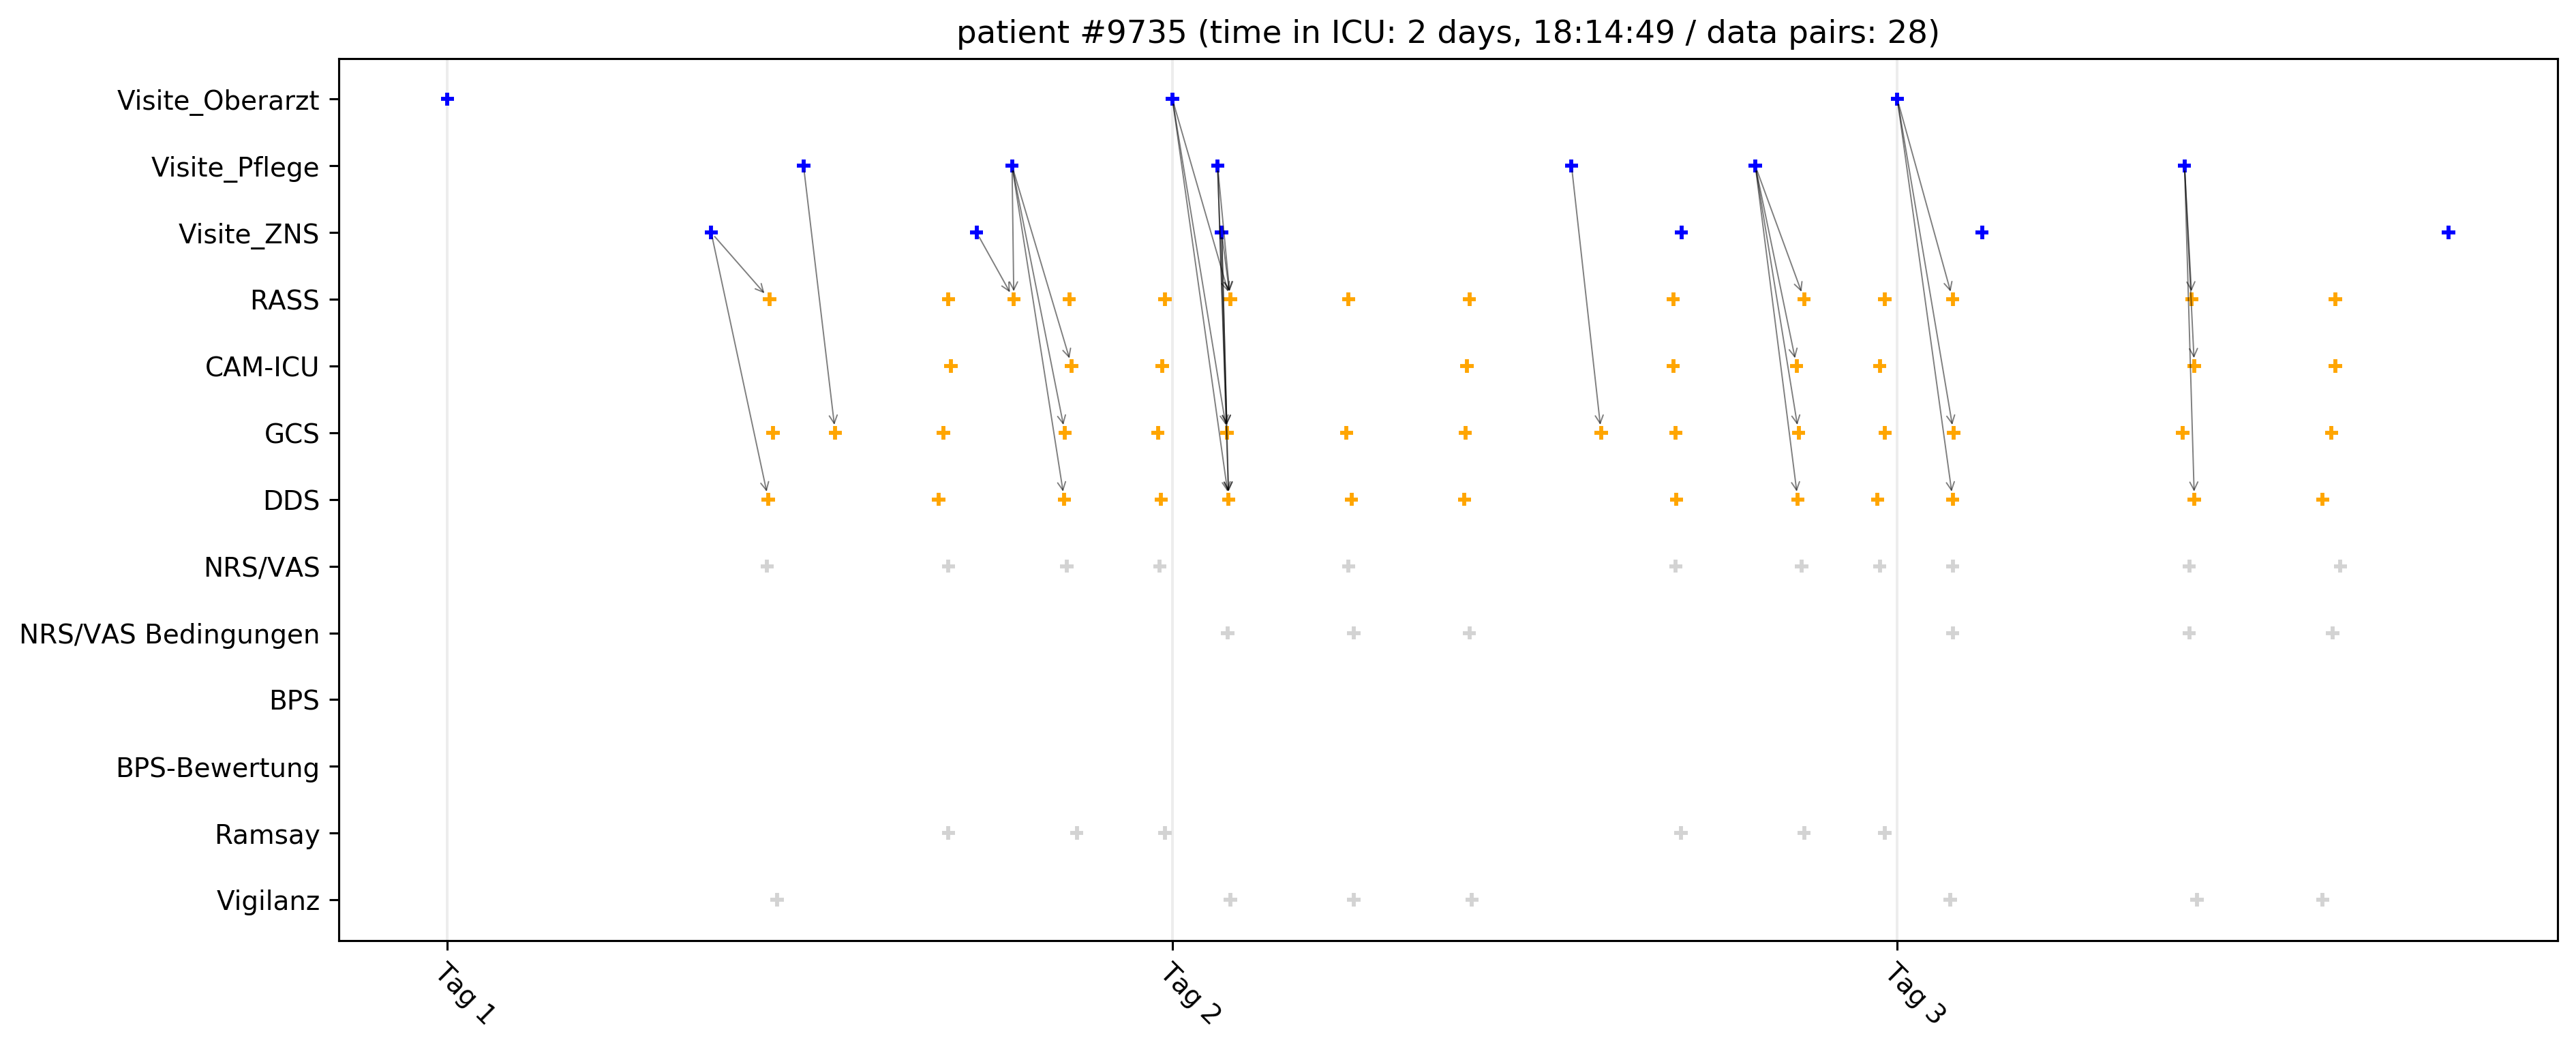 patient #9735 (time in ICU: 2 days, 18:14:49 / data pairs: 28)
Visite_Oberarzt
Visite_Pflege
Visite_ZNS
RASS
CAM-ICU
GCS
DDS
NRS/VAS
NRS/VAS Bedingungen
BPS
BPS-Bewertung
Ramsay
Vigilanz
Tag 1
Tag 2
Tag 3